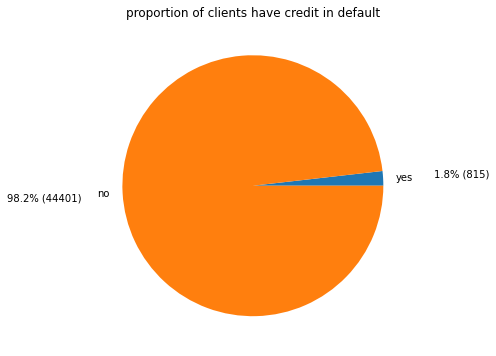 proportion of clients have credit in default
yes
1.8% (815)
no
98.2% (44401)